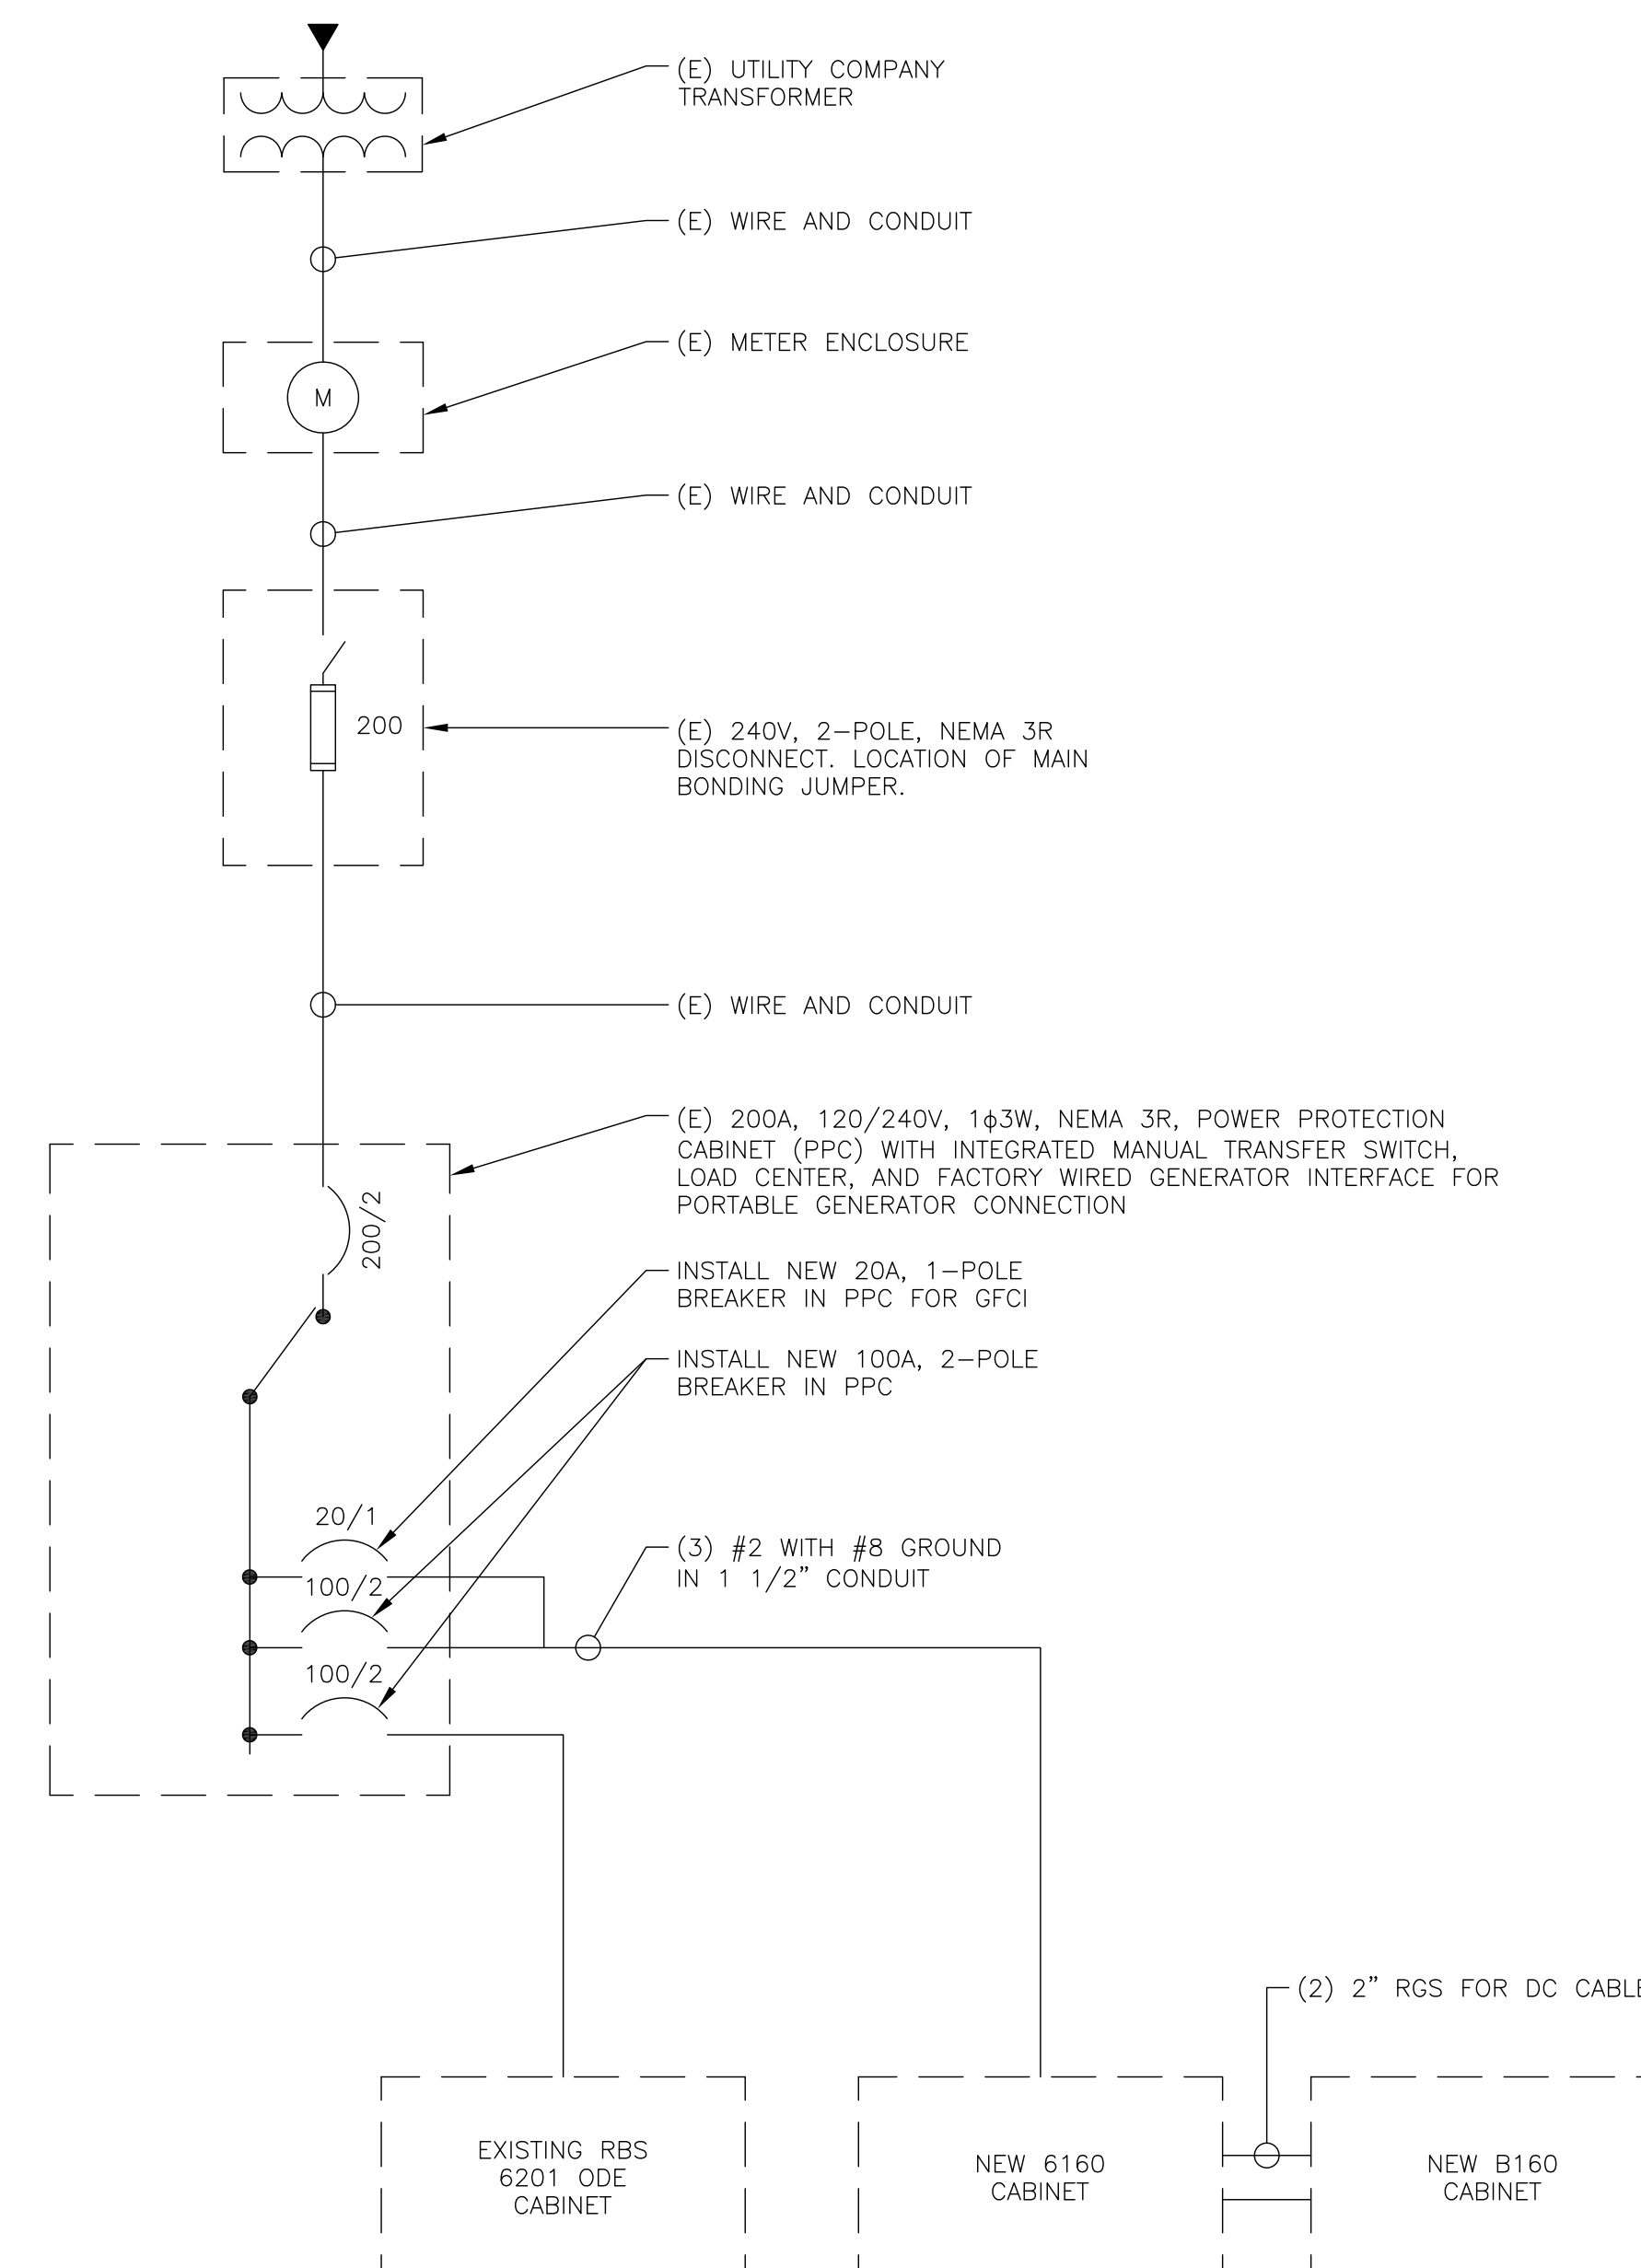 (E) UTILITY COMPANY
TRANSFORMER
(E) WIRE AND CONDUIT
(E) METER ENCLOSURE
M
(E) WIRE AND CONDUIT
200
(E) 240V, 2-POLE, NEMA 3R
DISCONNECT. LOCATION OF MAIN
BONDING JUMPER.
(E) WIRE AND CONDUIT
(E) 200A, 120/240V, 1ϕ3W, NEMA 3R, POWER PROTECTION
CABINET (PPC) WITH INTEGRATED MANUAL TRANSFER SWITCH,
LOAD CENTER, AND FACTORY WIRED GENERATOR INTERFACE FOR
PORTABLE GENERATOR CONNECTION
200/2
INSTALL NEW 20A, 1-POLE
BREAKER IN PPC FOR GFCI
INSTALL NEW 100A, 2-POLE
BREAKER IN PPC
20/1
(3) #2 WITH #8 GROUND
IN 1 1/2" CONDUIT
100/2
100/2
(2) 2" RGS FOR DC
EXISTING RBS
6201 ODE
CABINET
NEW 6160
CABINET
NEW B160
CABINET